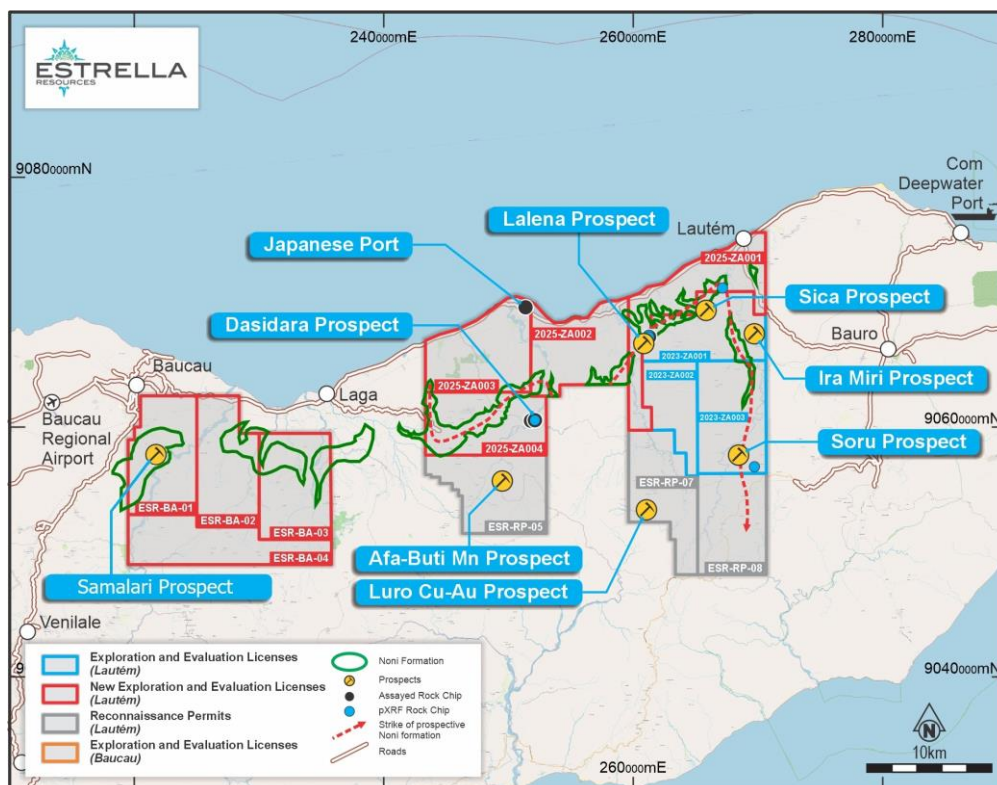 240000mE
260000mE
280000mE
ESTRELLA
RESOURCES
9080000mN
Com
Deepwater
Port
Lalena Prospect
Lautém
Japanese Port
2025-ZA001
Sica Prospect
Dasidara Prospect
2025-ZA002
Bauro
2023-ZA001
Baucau
2023-ZA002
Ira Miri Prospect
Laga
2025-ZA003
Baucau
Regional
Airport
2023-ZA003
9060000mN
2025-ZA004
Soru Prospect
ESR-RP-07
ESR-BA-01
ESR-BA-02
ESR-RP-05
ESR-BA-03
ESR-BA-04
Afa-Buti Mn Prospect
ESR-RP-08
Samalari Prospect
Luro Cu-Au Prospect
Venilale
Exploration and Evaluation Licenses
(Lautém)
New Exploration and Evaluation Licenses
(Lautém)
Reconnaissance Permits
(Lautém)
Exploration and Evaluation Licenses
(Baucau)
Noni Formation
Prospects
Assayed Rock Chip
pXRF Rock Chip
Strike of prospective
Noni formation
Roads
9
9040000mN
N
10km
260000mE